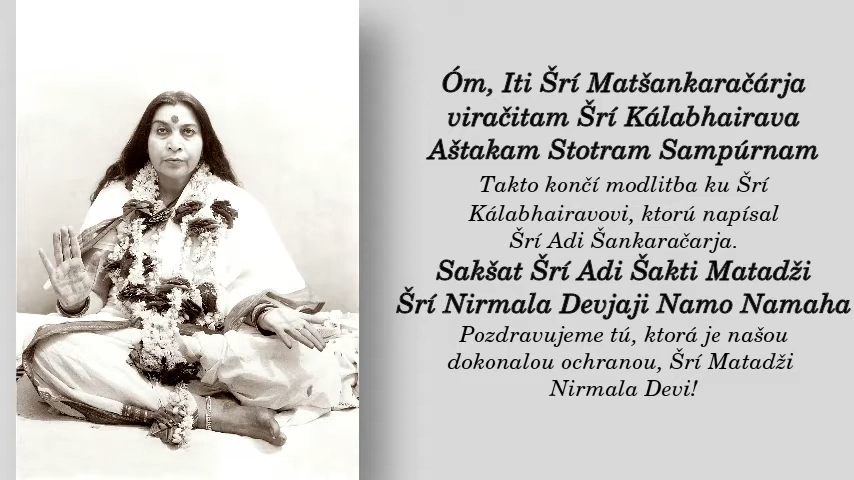 Óm, Iti Šrí Matšankaračárja
viračitam Šrí Kálabhairava
Aštakam Stotram Sampúrnam
Takto končí modlitba ku Šrí
Kálabhairavovi, ktorú napísal
Šrí Adi Šankaračarja.
Sakšat Šrí Adi Šakti Matadži
Šrí Nirmala Devjaji Namo Namaha
Pozdravujeme tú, ktorá je našou
dokonalou ochranou, Šrí Matadži
Nirmala Devi!